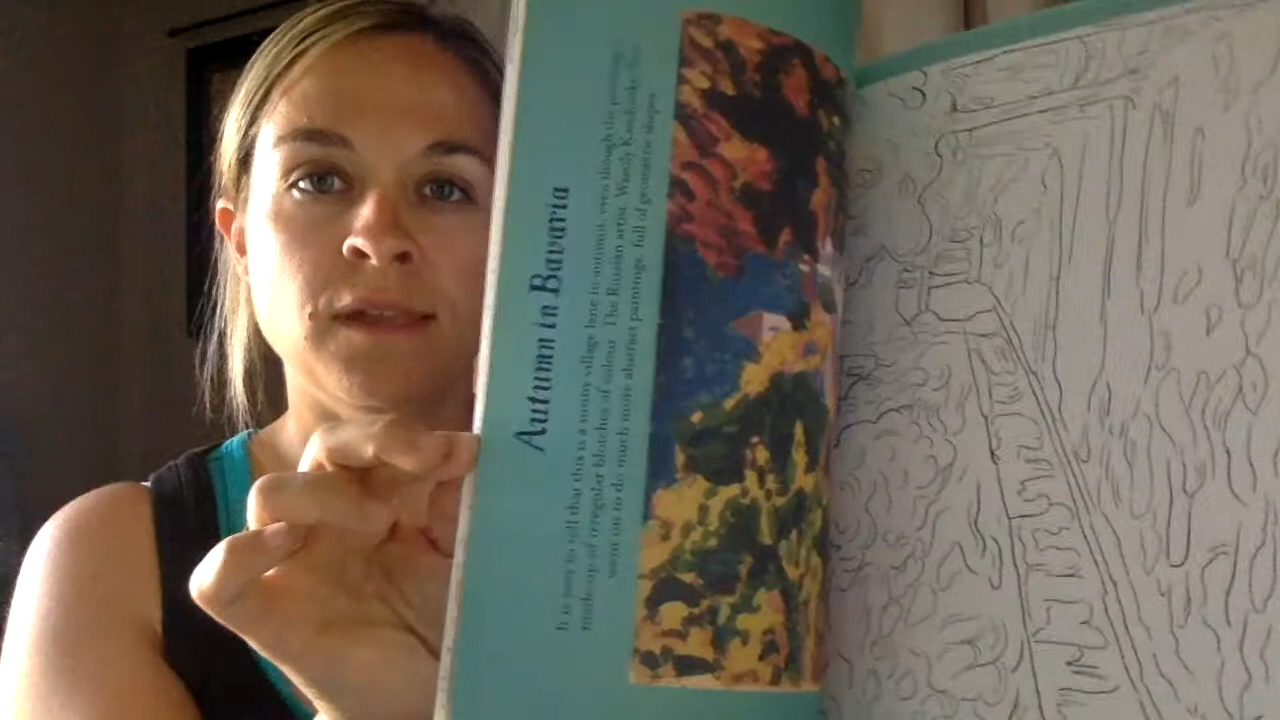 Autumn in Bavaria
It is easy to tell that this is a sunny village lane in autumn, even though the painting is
made up of irregular blotches of colour. The Russian artist, Wassily Kandinsky,
went on to do much more abstract paintings, full of geometric shapes.